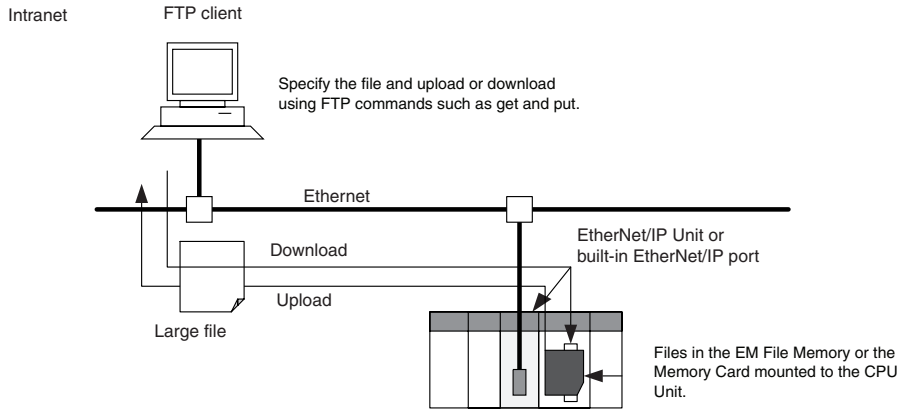 Intranet
FTP client
Specify the file and upload or download
using FTP commands such as get and put.
Ethernet
EtherNet/IP Unit or
built-in EtherNet/IP port
Download
Upload
Large file
Files in the EM File Memory or the
Memory Card mounted to the CPU
Unit.